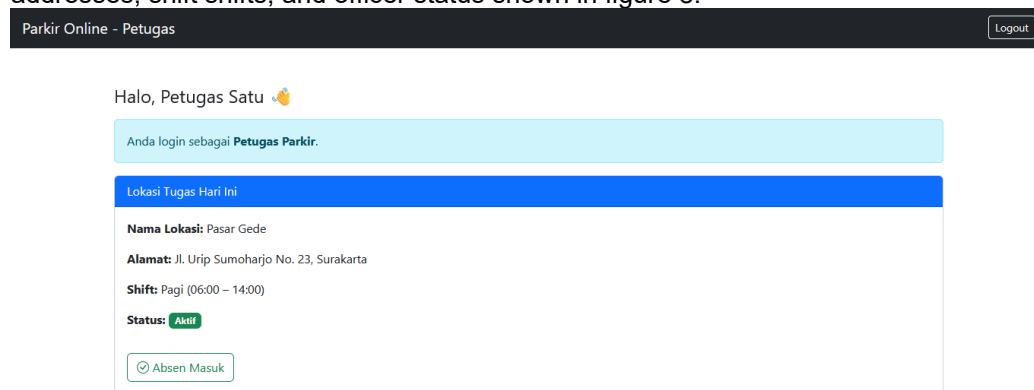 addresses, shift shifts, and officer status shown in figure 3.
Parkir Online - Petugas
Logout
Halo, Petugas Satu 👋
Anda login sebagai Petugas Parkir.
Lokasi Tugas Hari Ini
Nama Lokasi: Pasar Gede
Alamat: Jl. Urip Sumoharjo No. 23, Surakarta
Shift: Pagi (06:00 – 14:00)
Status: Aktif
Absen Masuk